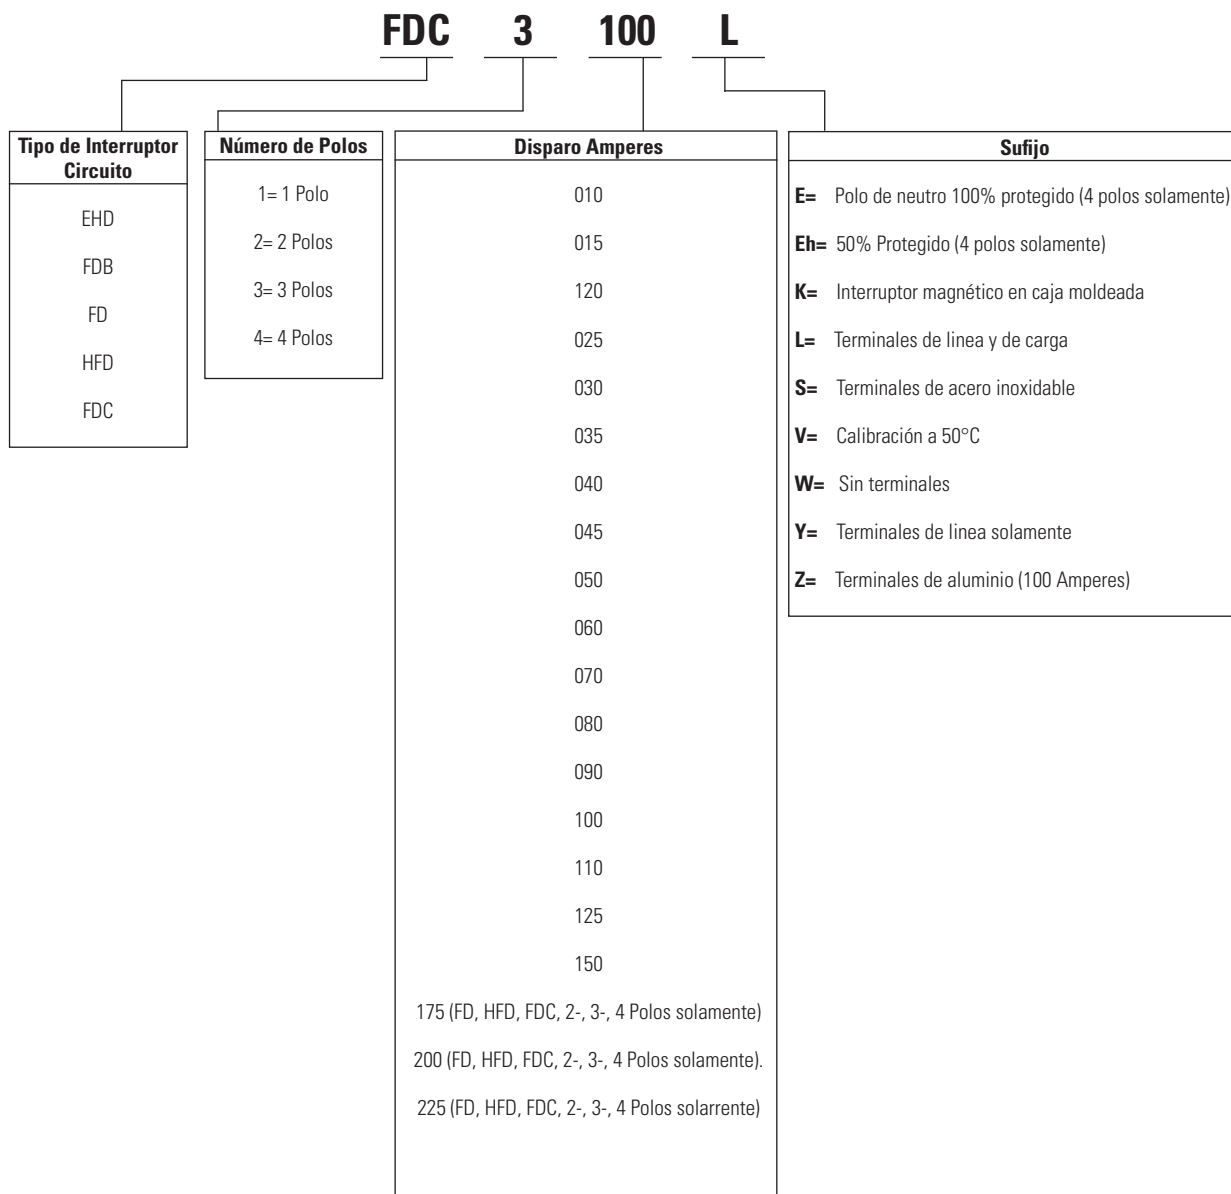 FDC 3 100 L
Tipo de Interruptor
Circuito
EHD
FDB
FD
HFD
FDC
Número de Polos
1= 1 Polo
2= 2 Polos
3= 3 Polos
4= 4 Polos
Disparo Amperes
010
015
120
025
030
035
040
045
050
060
070
080
090
100
110
125
150
175 (FD, HFD, FDC, 2-, 3-, 4 Polos solamente)
200 (FD, HFD, FDC, 2-, 3-, 4 Polos solamente).
225 (FD, HFD, FDC, 2-, 3-, 4 Polos solarrente)
Sufijo
E= Polo de neutro 100% protegido (4 polos solamente)
Eh= 50% Protegido (4 polos solamente)
K= Interruptor magnético en caja moldeada
L= Terminales de linea y de carga
S= Terminales de acero inoxidable
V= Calibración a 50°C
W= Sin terminales
Y= Terminales de linea solamente
Z= Terminales de aluminio (100 Amperes)